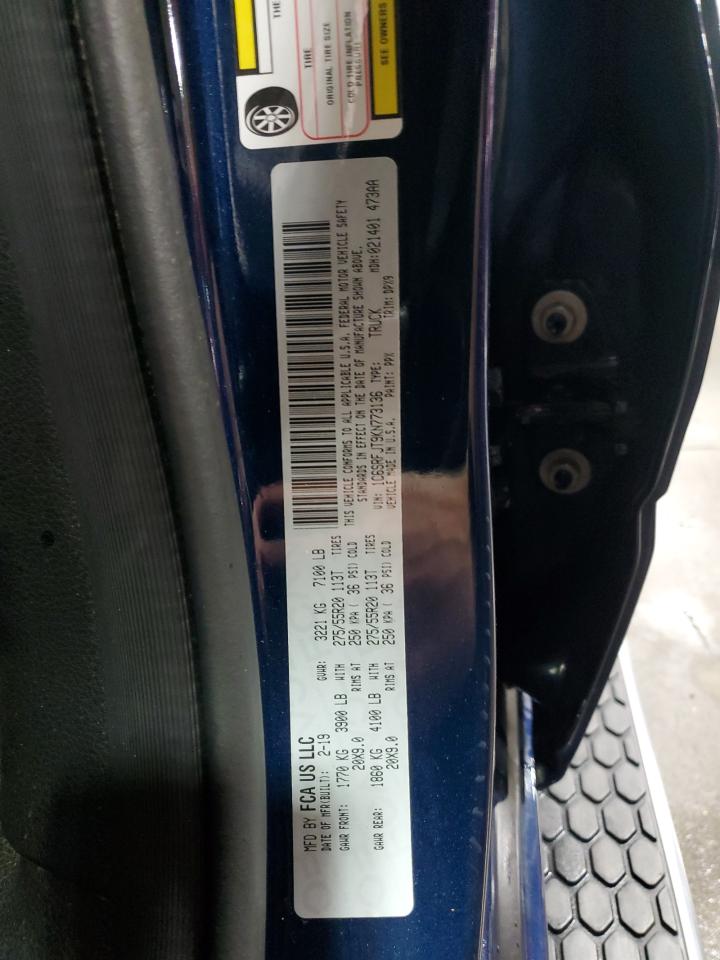 THE
TIRE
ORIGINAL TIRE SIZE
COLD TIRE INFLATION
PRESSURE
SEE OWNERS
MFD BY FCA US LLC
DATE OF MFR(BUILT): 2-19 GVWR: 3221 KG 7100 LB
GAWR FRONT: 1770 KG 3900 LB WITH 275/55R20 113T TIRES
20X9.0 RIMS AT 250 KPA ( 36 PSI) COLD
GAWR REAR: 1860 KG 4100 LB WITH 275/55R20 113T TIRES
20X9.0 RIMS AT 250 KPA ( 36 PSI) COLD
THIS VEHICLE CONFORMS TO ALL APPLICABLE U.S.A. FEDERAL MOTOR VEHICLE SAFETY
STANDARDS IN EFFECT ON THE DATE OF MANUFACTURE SHOWN ABOVE.
VIN: 1C6SRFJT9KN773136 TYPE: TRUCK MDH:021401 473AA
VEHICLE MADE IN U.S.A. PAINT: PPX TRIM: DPX9